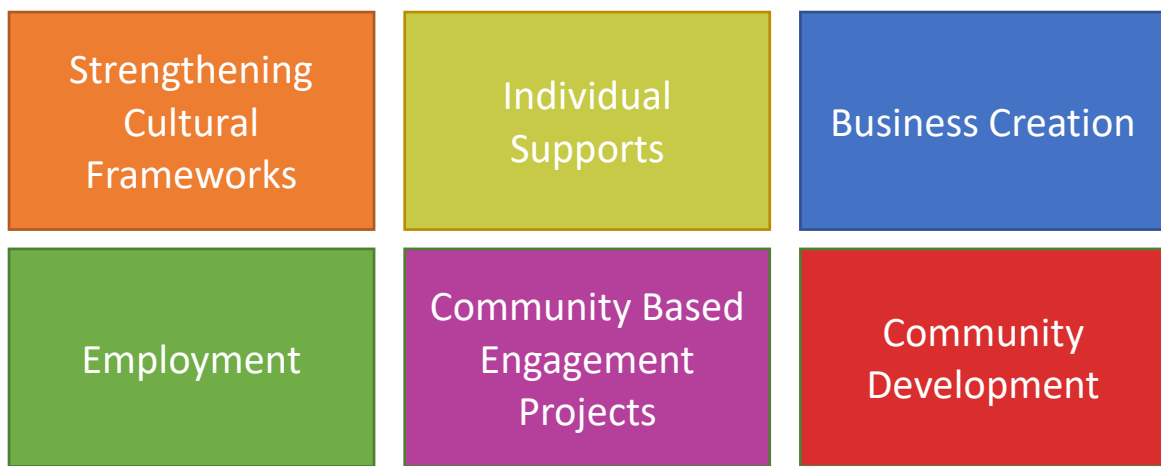 Strengthening
Cultural
Frameworks
Individual
Supports
Business Creation
Employment
Community Based
Engagement
Projects
Community
Development